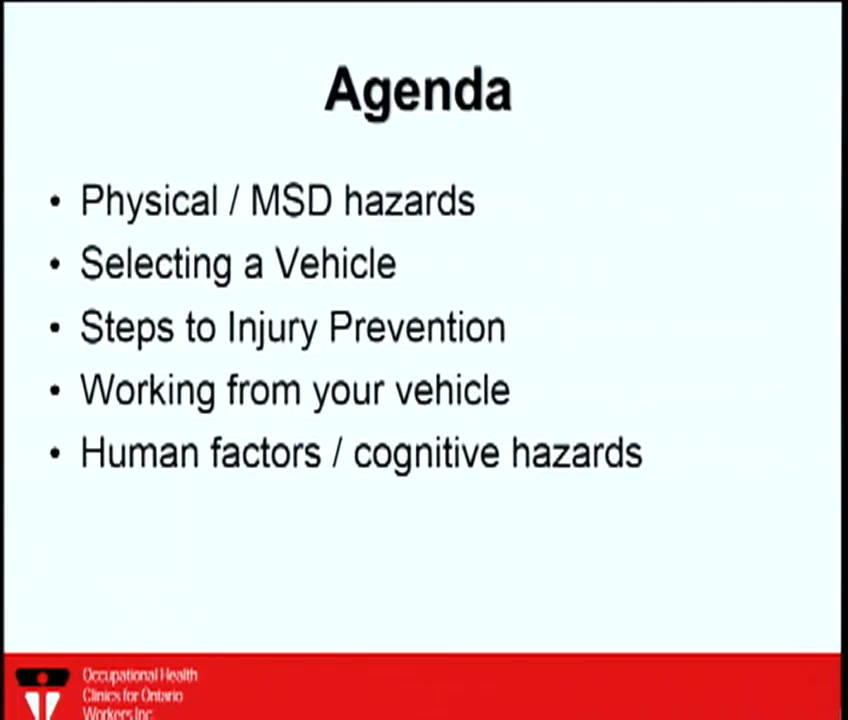 Agenda
• Physical / MSD hazards
• Selecting a Vehicle
• Steps to Injury Prevention
• Working from your vehicle
• Human factors / cognitive hazards
Occupational Health
Clinics for Ontario
Workers Inc.